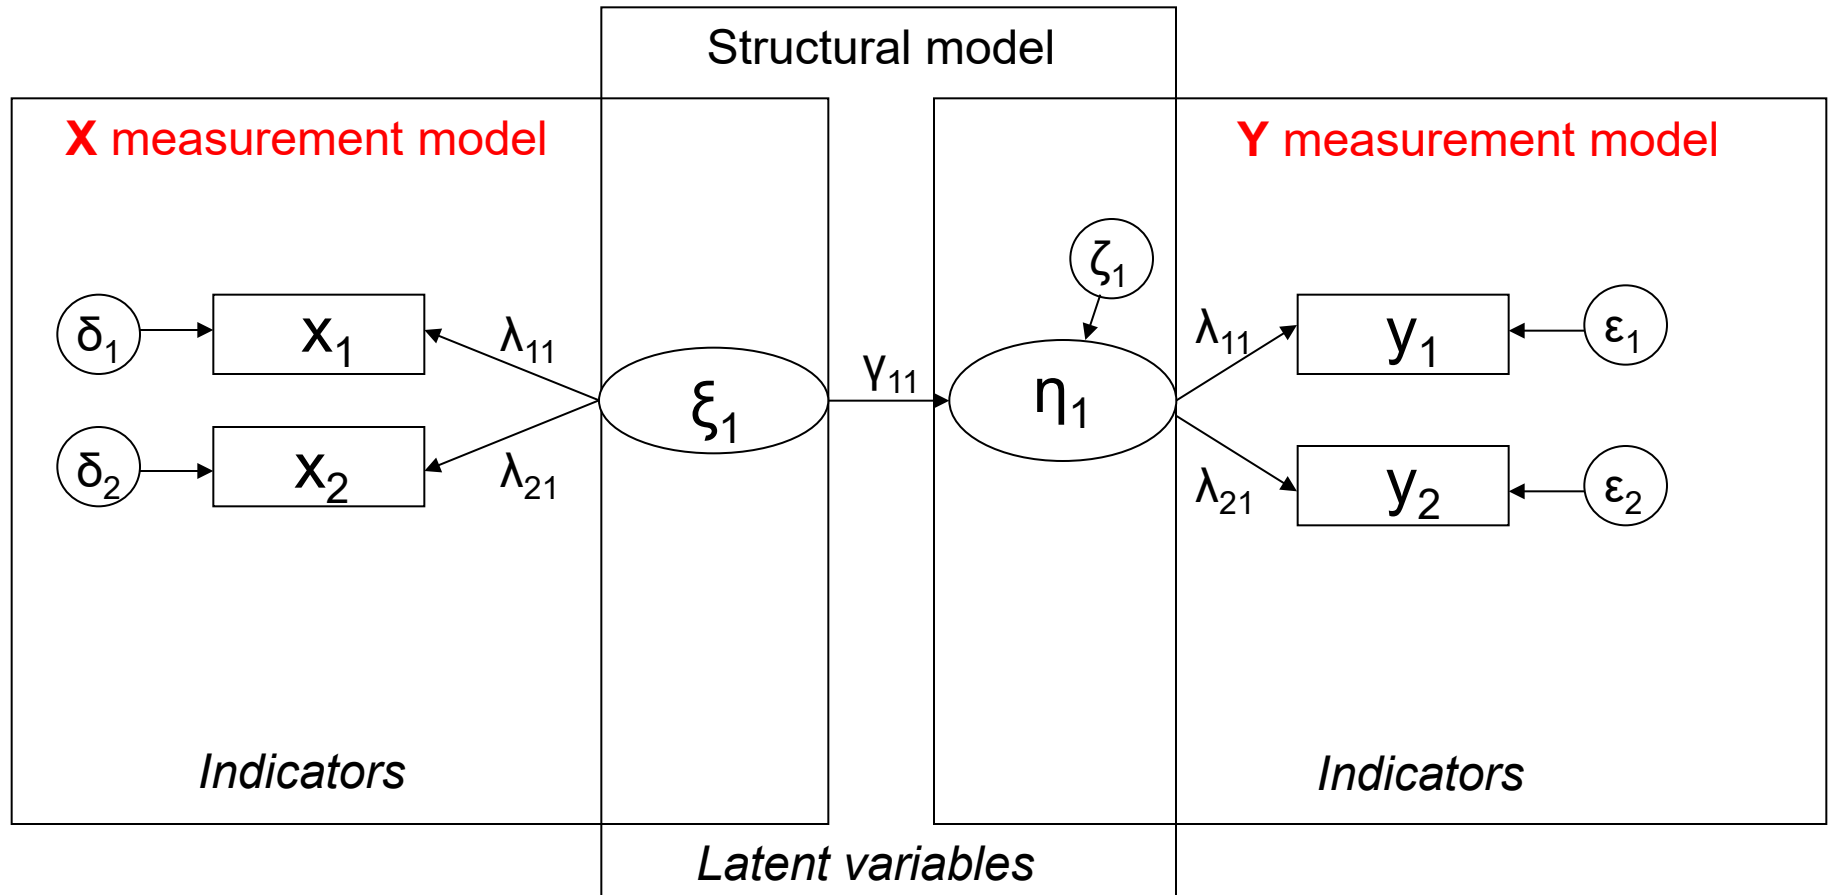 Structural model
X measurement model
Y measurement model
ζ1
δ1
x1
λ11
ξ1
γ11
η1
λ11
y1
ε1
δ2
x2
λ21
λ21
y2
ε2
Indicators
Indicators
Latent variables